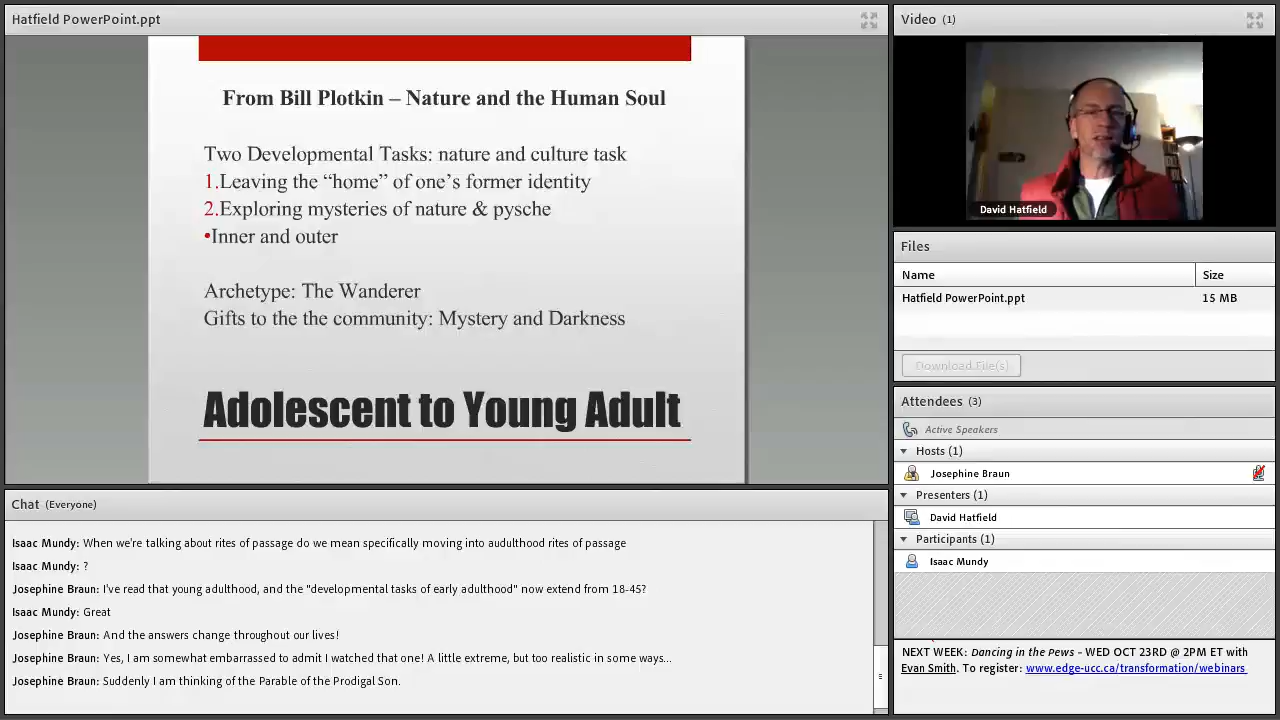 Hatfield PowerPoint.ppt
From Bill Plotkin – Nature and the Human Soul
Two Developmental Tasks: nature and culture task
1.Leaving the “home” of one’s former identity
2.Exploring mysteries of nature & pysche
•Inner and outer
Archetype: The Wanderer
Gifts to the the community: Mystery and Darkness
Adolescent to Young Adult
Chat (Everyone)
Isaac Mundy: When we're talking about rites of passage do we mean specifically moving into audulthood rites of passage
Isaac Mundy: ?
Josephine Braun: I've read that young adulthood, and the "developmental tasks of early adulthood" now extend from 18-45?
Isaac Mundy: Great
Josephine Braun: And the answers change throughout our lives!
Josephine Braun: Yes, I am somewhat embarrassed to admit I watched that one! A little extreme, but too realistic in some ways...
Josephine Braun: Suddenly I am thinking of the Parable of the Prodigal Son.
Video (1)
David Hatfield
Files
Name Size
Hatfield PowerPoint.ppt 15 MB
Download File(s)
Attendees (3)
Active Speakers
Hosts (1)
Josephine Braun
Presenters (1)
David Hatfield
Participants (1)
Isaac Mundy
NEXT WEEK: Dancing in the Pews - WED OCT 23RD @ 2PM ET with
Evan Smith. To register: www.edge-ucc.ca/transformation/webinars